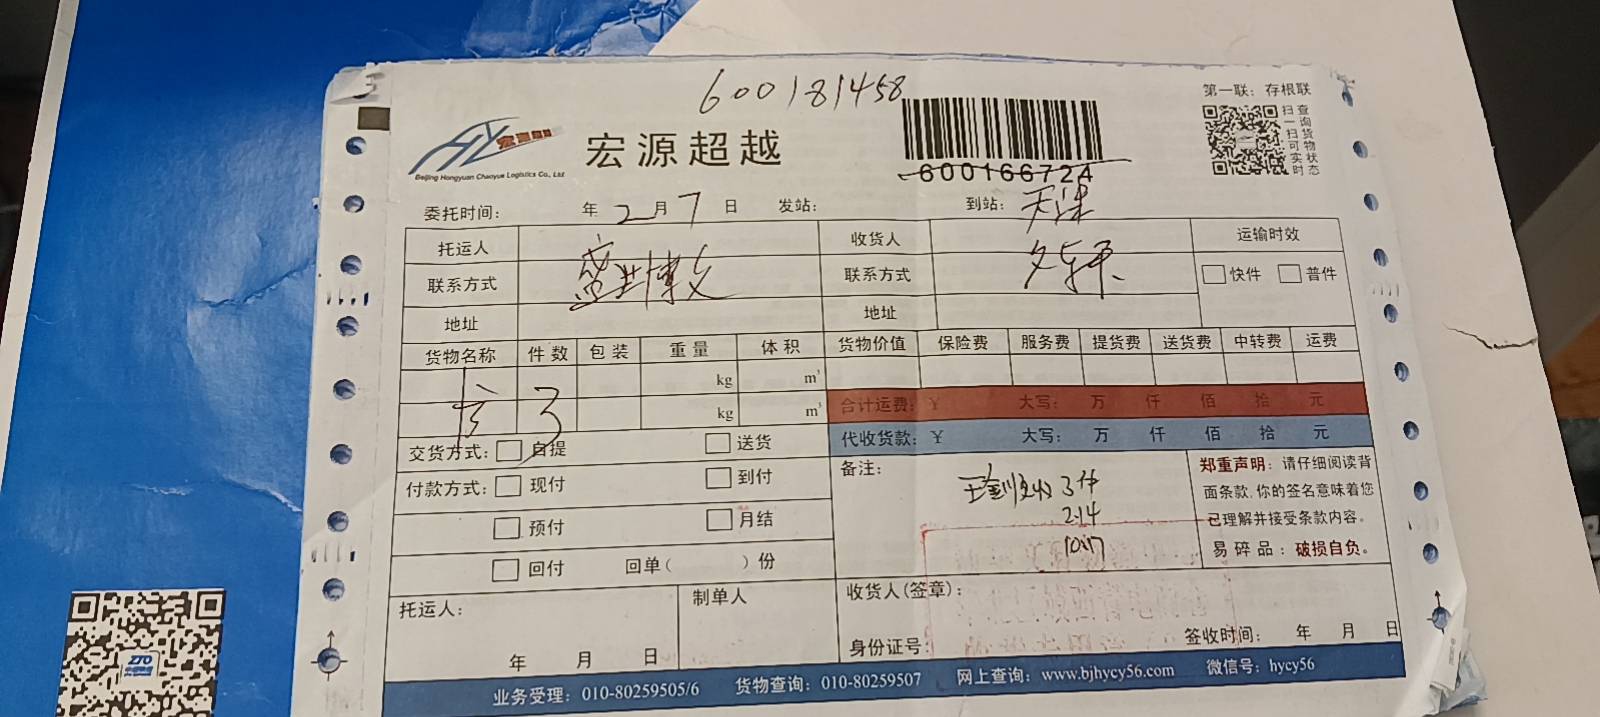 600181458
第一联：存根联
宏源超越
Beijing Hongyuan Chaoyue Logistics Co., Ltd
宏源超越
600166724
扫一扫可实时
查询货物状态
委托时间： 年 2 月 7 日 发站： 到站：天津
托运人 收货人 运输时效
联系方式 盛世博文 联系方式 快件 普件
地址 地址
货物名称 件数 包装 重量 体积 货物价值 保险费 服务费 提货费 送货费 中转费 运费
3 kg m³
kg m³ 合计运费：¥ 大写： 万 仟 佰 拾 元
代收货款：¥ 大写： 万 仟 佰 拾 元
交货方式： 自提 送货
付款方式： 现付 到付
预付 月结
回付 回单（ ）份
备注：
3件
2.14
10:17
郑重声明：请仔细阅读背
面条款，你的签名意味着您
已理解并接受条款内容。
易碎品：破损自负。
托运人： 制单人 收货人(签章)：
年 月 日 身份证号： 签收时间： 年 月 日
业务受理：010-80259505/6 货物查询：010-80259507 网上查询：www.bjhycy56.com 微信号：hycy56
ZTO